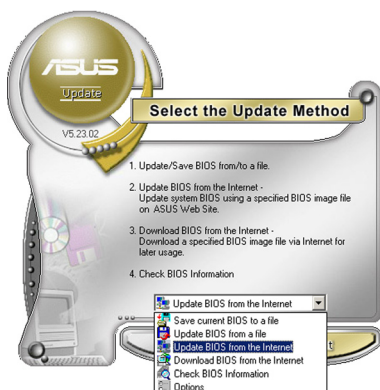 ASUS
Update
V5.23.02
Select the Update Method
1. Update/Save BIOS from/to a file.
2. Update BIOS from the Internet -
Update system BIOS using a specified BIOS image file
on ASUS Web Site.
3. Download BIOS from the Internet -
Download a specified BIOS image file via Internet for
later usage.
4. Check BIOS Information
Update BIOS from the Internet
Save current BIOS to a file
Update BIOS from a file
Update BIOS from the Internet
Download BIOS from the Internet
Check BIOS Information
Options